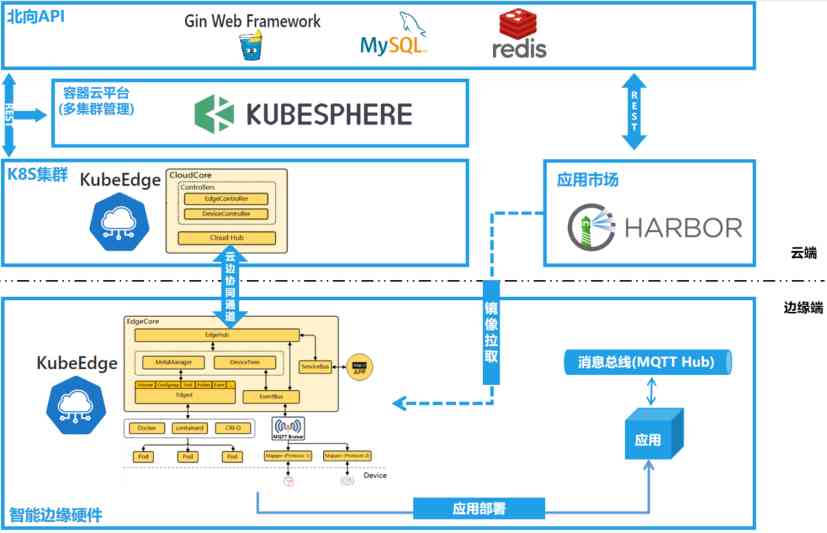 北向API
Gin Web Framework
MySQL
redis
REST
容器云平台
(多集群管理)
KUBESPHERE
REST
K8S集群
KubeEdge
CloudCore
Controllers
EdgeController
DeviceController
Cloud Hub
应用市场
HARBOR
云端
云边协同通道
镜像拉取
边缘端
EdgeCore
EdgeHub
KubeEdge
MetaManager
DeviceTwin
ServiceBus
APP
Edged
EventBus
消息总线(MQTT Hub)
Docker
containerd
CRI-O
MQTT Broker
应用
Pod
Pod
Pod
Mapper (Protocol 1)
Mapper (Protocol 2)
Device
应用部署
智能边缘硬件